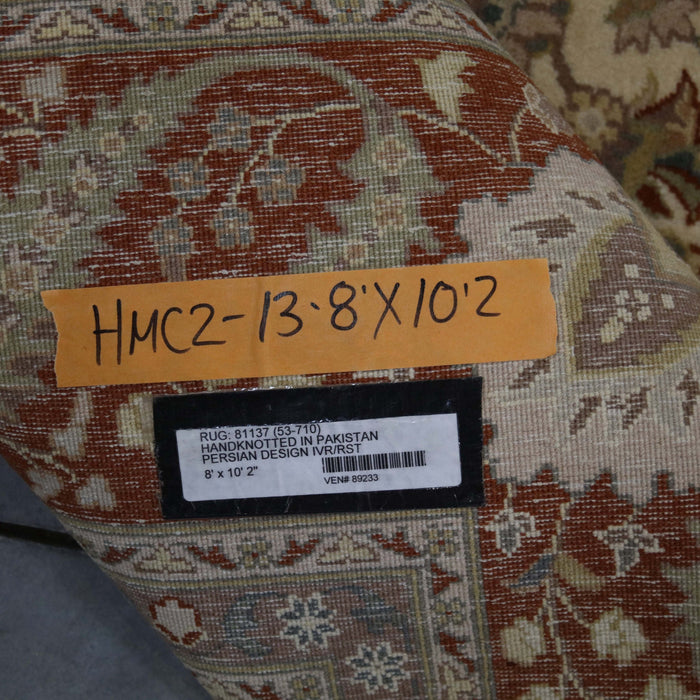 HMC2-13·8'X10'2
RUG: 81137 (53-710)
HANDKNOTTED IN PAKISTAN
PERSIAN DESIGN IVR/RST
8' x 10' 2"
VEN# 89233